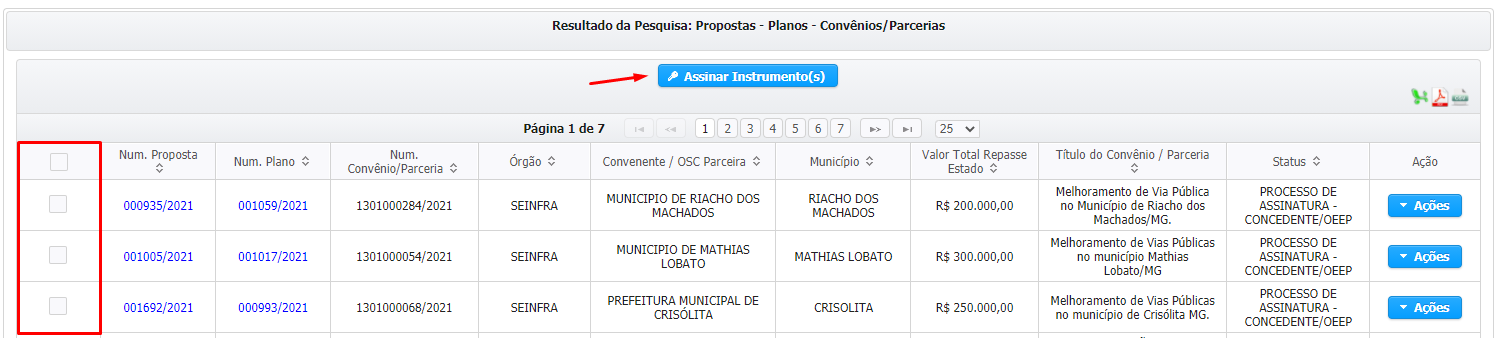 Resultado da Pesquisa: Propostas - Planos - Convênios/Parcerias
Assinar Instrumento(s)
Página 1 de 7 1 2 3 4 5 6 7 25
Num. Proposta
Num. Plano
Num.
Convênio/Parceria
Órgão
Convenente / OSC Parceira
Município
Valor Total Repasse
Estado
Título do Convênio / Parceria
Status
Ação
000935/2021
001059/2021
1301000284/2021
SEINFRA
MUNICIPIO DE RIACHO DOS
MACHADOS
RIACHO DOS
MACHADOS
R$ 200.000,00
Melhoramento de Via Pública
no Município de Riacho dos
Machados/MG.
PROCESSO DE
ASSINATURA -
CONCEDENTE/OEEP
Ações
001005/2021
001017/2021
1301000054/2021
SEINFRA
MUNICIPIO DE MATHIAS
LOBATO
MATHIAS LOBATO
R$ 300.000,00
Melhoramento de Vias Públicas
no município Mathias
Lobato/MG
PROCESSO DE
ASSINATURA -
CONCEDENTE/OEEP
Ações
001692/2021
000993/2021
1301000068/2021
SEINFRA
PREFEITURA MUNICIPAL DE
CRISÓLITA
CRISOLITA
R$ 250.000,00
Melhoramento de Vias Públicas
no município de Crisólita MG.
PROCESSO DE
ASSINATURA -
CONCEDENTE/OEEP
Ações